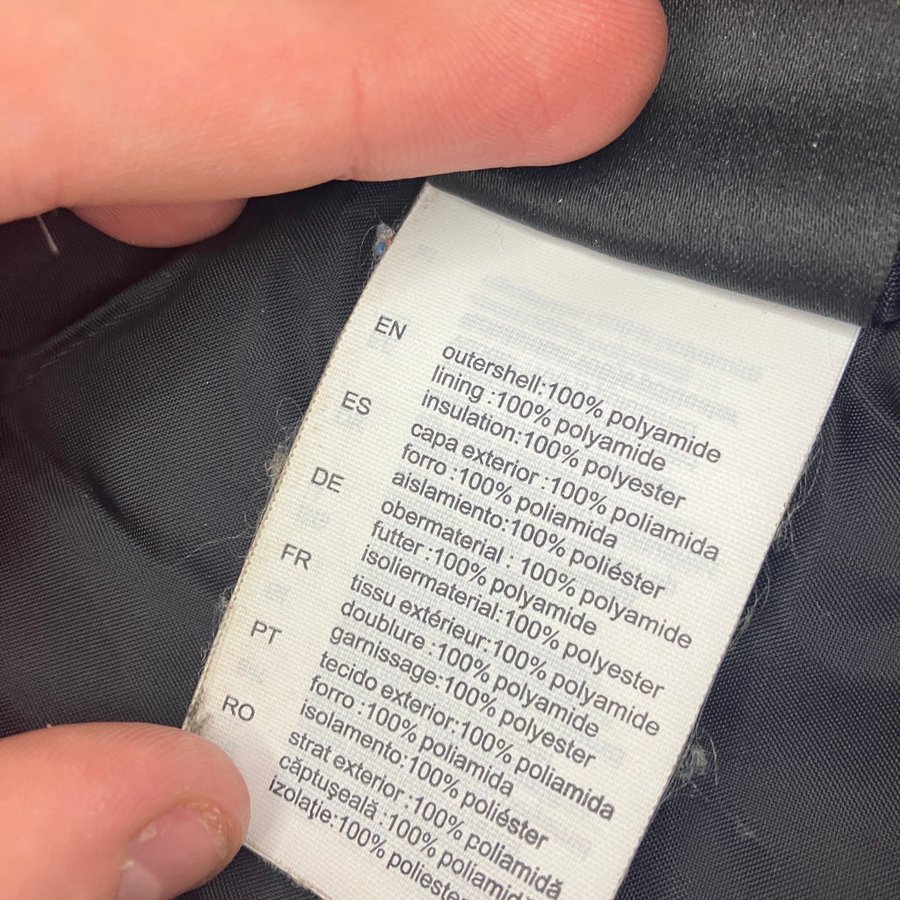 EN outershell:100% polyamide
lining :100% polyamide
insulation:100% polyester
ES capa exterior :100% poliamida
forro :100% poliamida
aislamiento:100% poliéster
DE obermaterial : 100% polyamide
futter :100% polyamide
isoliermaterial:100% polyester
FR tissu extérieur:100% polyamide
doublure :100% polyamide
garnissage:100% polyester
PT tecido exterior:100% poliamida
forro :100% poliamida
isolamento:100% poliéster
RO strat exterior :100% poliamidă
căptuşeală :100% poliamidă
izolaţie:100% poliester